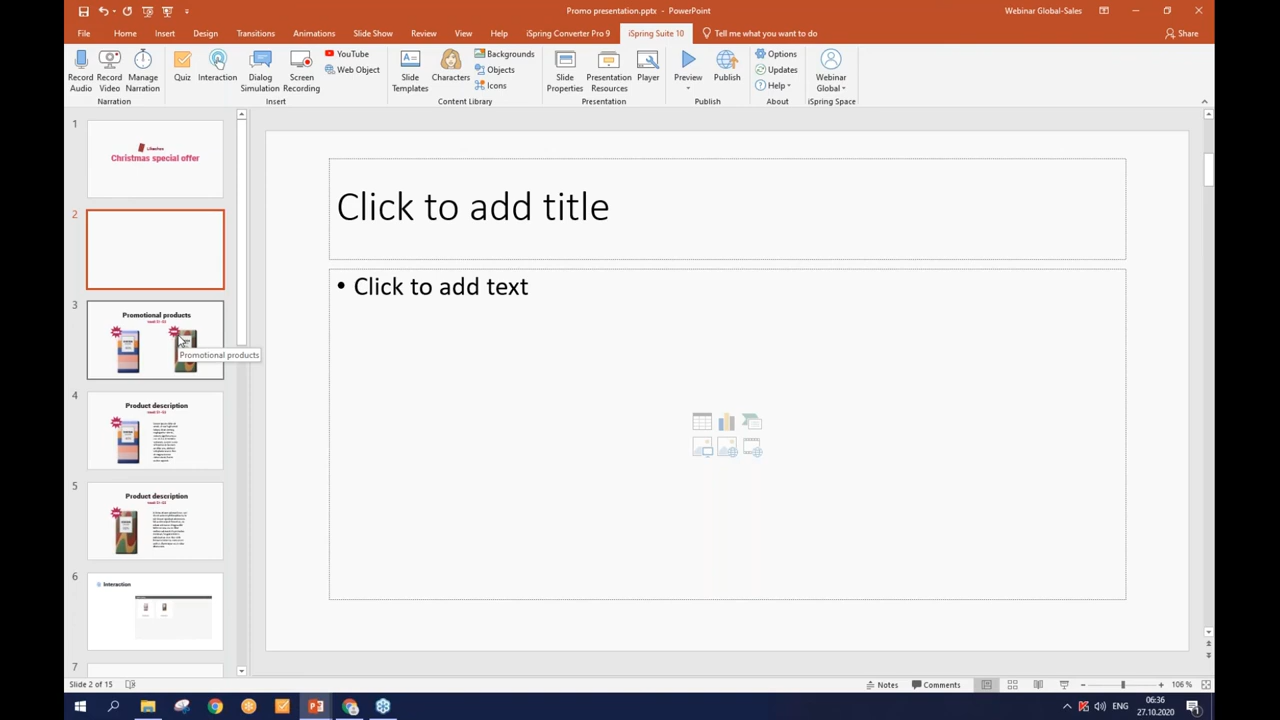 Promo presentation.pptx - PowerPoint
Webinar Global-Sales
File Home Insert Design Transitions Animations Slide Show Review View Help iSpring Converter Pro 9 iSpring Suite 10 Tell me what you want to do Share
Record Audio
Record Video
Manage Narration
Narration
Quiz
Interaction
Dialog Simulation
Screen Recording
YouTube
Web Object
Insert
Slide Templates
Characters
Backgrounds
Objects
Icons
Content Library
Slide Properties
Presentation Resources
Player
Presentation
Preview
Publish
Publish
Options
Updates
Help
About
Webinar Global
iSpring Space
1
Christmas special offer
2
3
Promotional products
Promotional products
4
Product description
5
Product description
6
Interaction
7
Click to add title
• Click to add text
Slide 2 of 15
Notes
Comments
106 %
ENG
06:36
27.10.2020